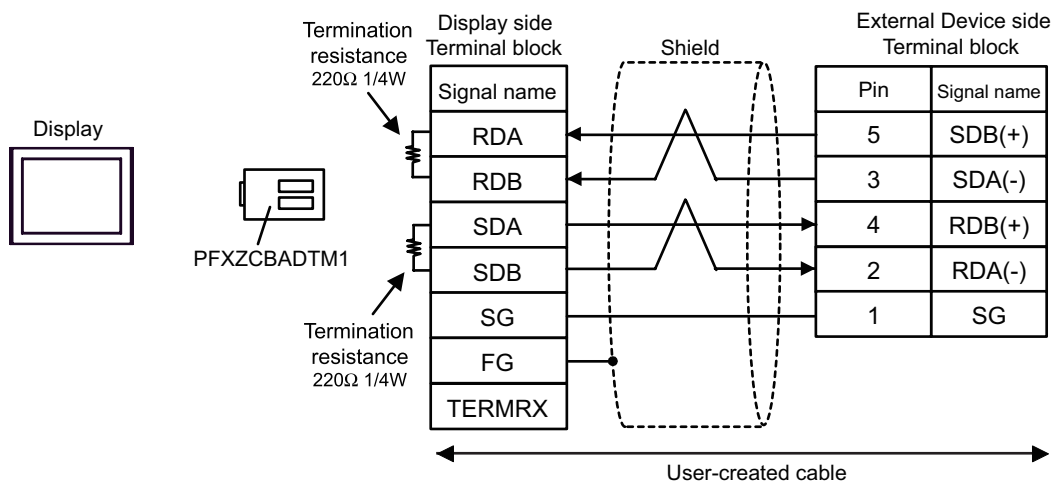 Termination
resistance
220Ω 1/4W
Display side
Terminal block
Shield
External Device side
Terminal block
Display
PFXZCBADTM1
Signal name
RDA
RDB
SDA
SDB
SG
FG
TERMRX
Pin Signal name
5 SDB(+)
3 SDA(-)
4 RDB(+)
2 RDA(-)
1 SG
Termination
resistance
220Ω 1/4W
User-created cable